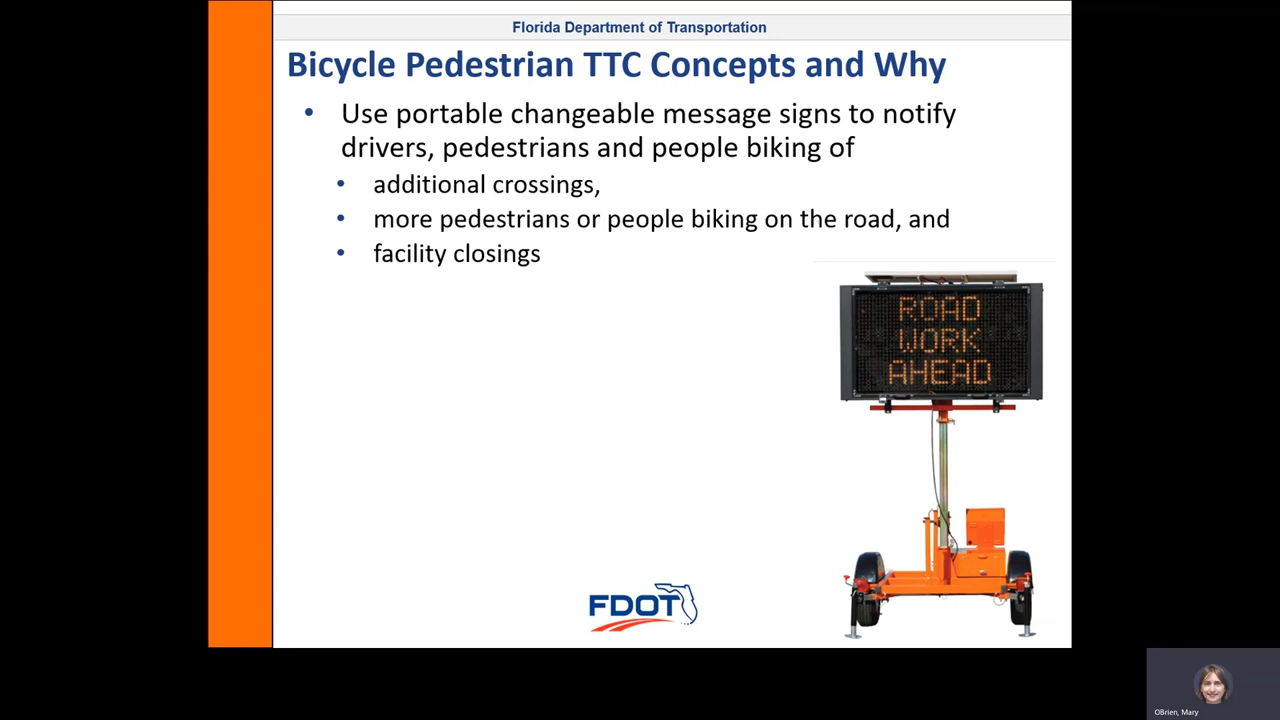 Florida Department of Transportation
Bicycle Pedestrian TTC Concepts and Why
• Use portable changeable message signs to notify
drivers, pedestrians and people biking of
• additional crossings,
• more pedestrians or people biking on the road, and
• facility closings
ROAD
WORK
AHEAD
FDOT
OBrien, Mary